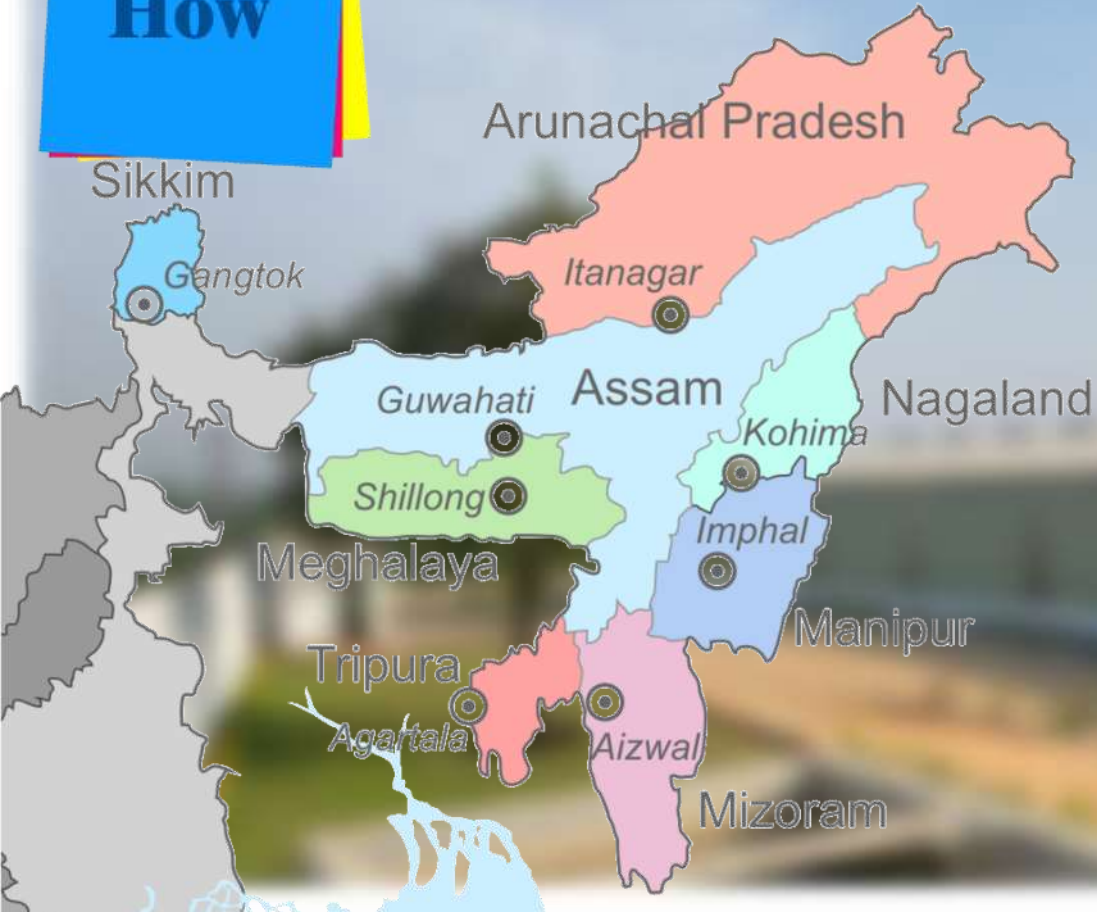 How
Arunachal Pradesh
Sikkim
Gangtok
Itanagar
Guwahati
Assam
Nagaland
Kohima
Shillong
Imphal
Meghalaya
Manipur
Tripura
Agartala
Aizwal
Mizoram